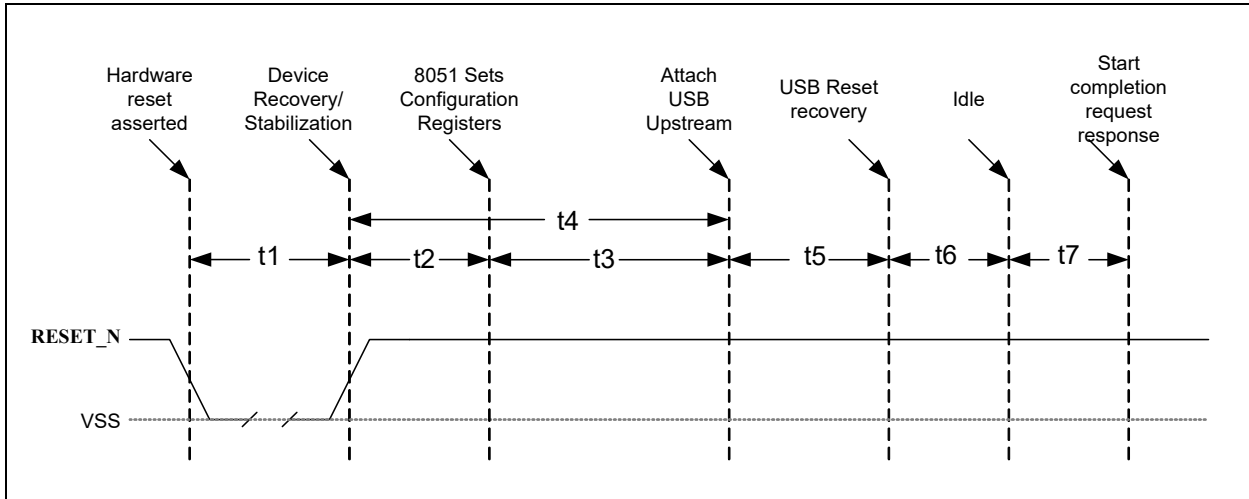 Hardware
reset
asserted
Device
Recovery/
Stabilization
8051 Sets
Configuration
Registers
Attach
USB
Upstream
USB Reset
recovery
Idle
Start
completion
request
response
t4
t1
t2
t3
t5
t6
t7
RESET_N
VSS